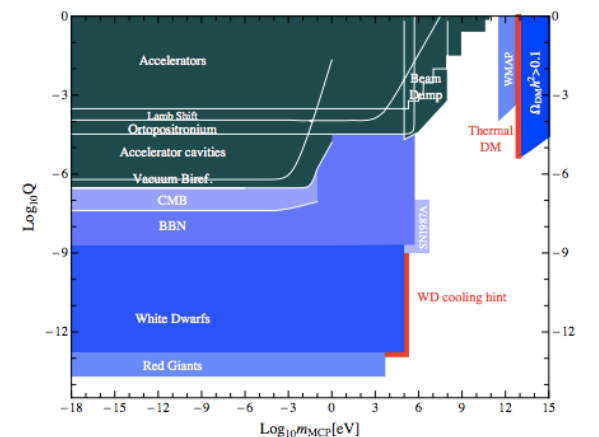 0
0
Accelerators
Beam
Dump
WMAP
Ω_DM h²>0.1
-3
-3
Lamb Shift
Ortopositronium
Thermal
DM
Accelerator cavities
-6
-6
Vacuum Biref.
CMB
BBN
SN1987A
Log₁₀Q
-9
-9
WD cooling hint
White Dwarfs
-12
-12
Red Giants
-18 -15 -12 -9 -6 -3 0 3 6 9 12 15
Log₁₀m_MCP[eV]